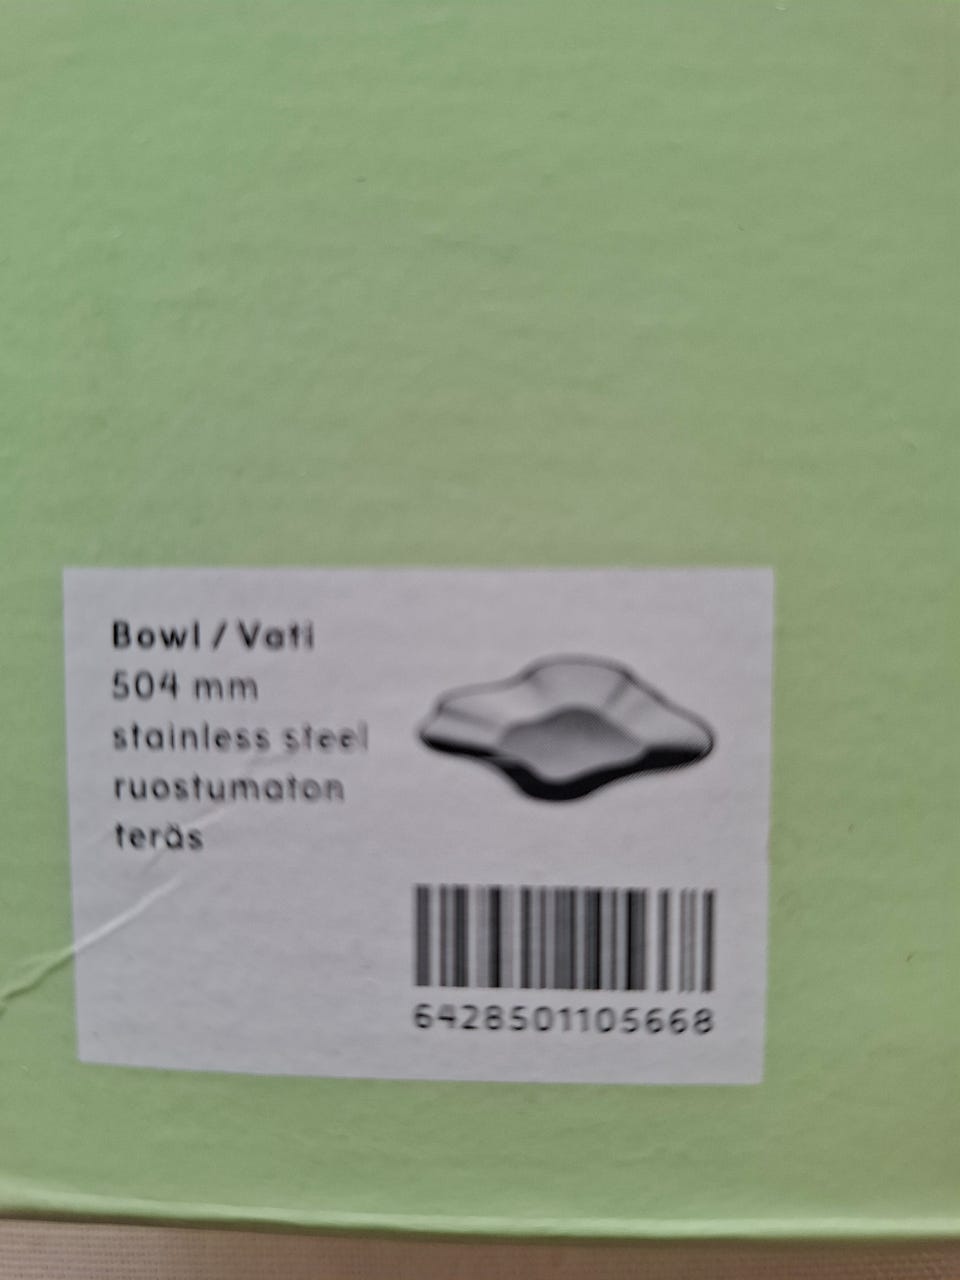 Bowl / Vati
504 mm
stainless steel
ruostumaton
teräs
6428501105668